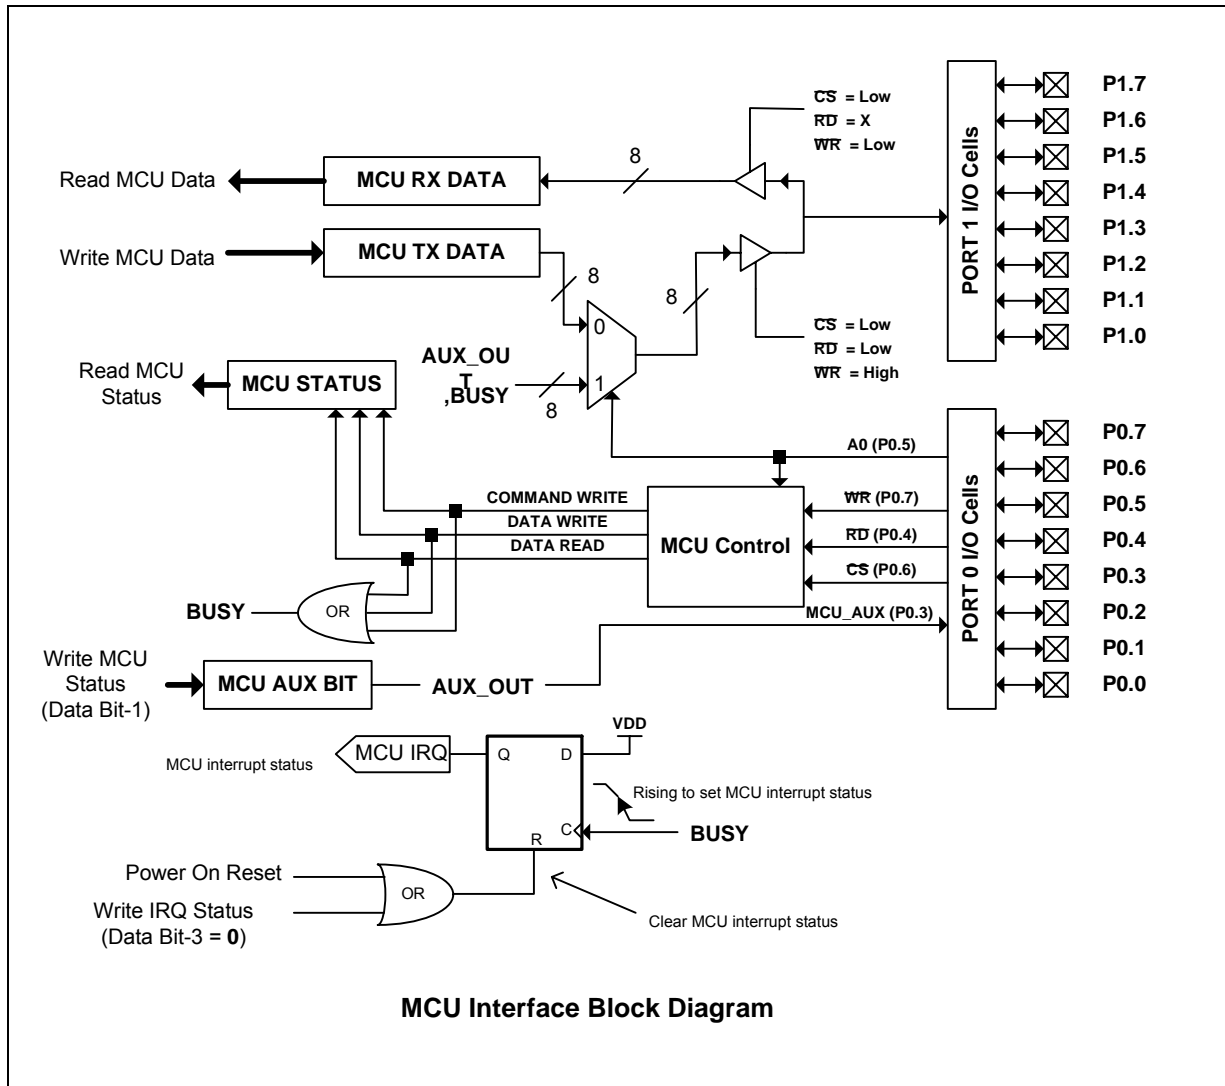 CS = Low
RD = X
WR = Low
P1.7
P1.6
P1.5
P1.4
P1.3
P1.2
P1.1
P1.0
PORT 1 I/O Cells
Read MCU Data
MCU RX DATA
8
Write MCU Data
MCU TX DATA
8
8
0
1
CS = Low
RD = Low
WR = High
AUX_OU
T
,BUSY
8
Read MCU
Status
MCU STATUS
A0 (P0.5)
COMMAND WRITE
DATA WRITE
DATA READ
MCU Control
WR (P0.7)
RD (P0.4)
CS (P0.6)
MCU_AUX (P0.3)
PORT 0 I/O Cells
P0.7
P0.6
P0.5
P0.4
P0.3
P0.2
P0.1
P0.0
BUSY
OR
Write MCU
Status
(Data Bit-1)
MCU AUX BIT
AUX_OUT
VDD
MCU interrupt status
MCU IRQ
Q
D
C
R
Rising to set MCU interrupt status
BUSY
Power On Reset
Write IRQ Status
(Data Bit-3 = 0)
OR
Clear MCU interrupt status
MCU Interface Block Diagram